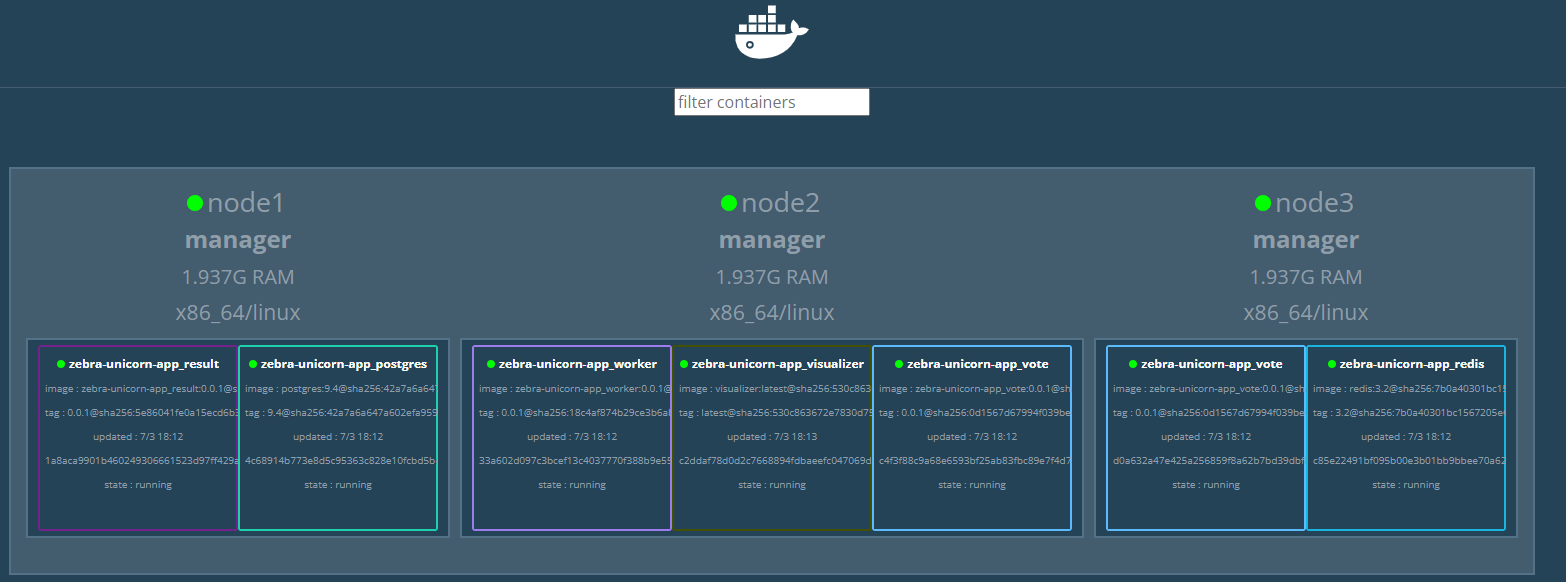 filter containers
node1
manager
1.937G RAM
x86_64/linux
zebra-unicorn-app_result
image : zebra-unicorn-app_result:0.0.1@s
tag : 0.0.1@sha256:5e86041fe0a15ecd6b
updated : 7/3 18:12
1a8aca9901b460249306661523d97ff429a
state : running
zebra-unicorn-app_postgres
image : postgres:9.4@sha256:42a7a6a647
tag : 9.4@sha256:42a7a6a647a602efa959
updated : 7/3 18:12
4c68914b773e8d5c95363c828e10fcbd5b
state : running
node2
manager
1.937G RAM
x86_64/linux
zebra-unicorn-app_worker
image : zebra-unicorn-app_worker:0.0.1@
tag : 0.0.1@sha256:18c4af874b29ce3b6a
updated : 7/3 18:12
33a602d097c3bcef13c4037770f388b9e55
state : running
zebra-unicorn-app_visualizer
image : visualizer:latest@sha256:530c863
tag : latest@sha256:530c863672e7830d75
updated : 7/3 18:13
c2ddaf78d0d2c7668894fdbaeefc047069d
state : running
zebra-unicorn-app_vote
image : zebra-unicorn-app_vote:0.0.1@sh
tag : 0.0.1@sha256:0d1567d67994f039be
updated : 7/3 18:12
c4f3f88c9a68e6593bf25ab83fbc89e7f4d7
state : running
node3
manager
1.937G RAM
x86_64/linux
zebra-unicorn-app_vote
image : zebra-unicorn-app_vote:0.0.1@sh
tag : 0.0.1@sha256:0d1567d67994f039be
updated : 7/3 18:12
d0a632a47e425a256859f8a62b7bd39dbf
state : running
zebra-unicorn-app_redis
image : redis:3.2@sha256:7b0a40301bc15
tag : 3.2@sha256:7b0a40301bc1567205e
updated : 7/3 18:12
c85e22491bf095b00e3b01bb9bbee70a62
state : running